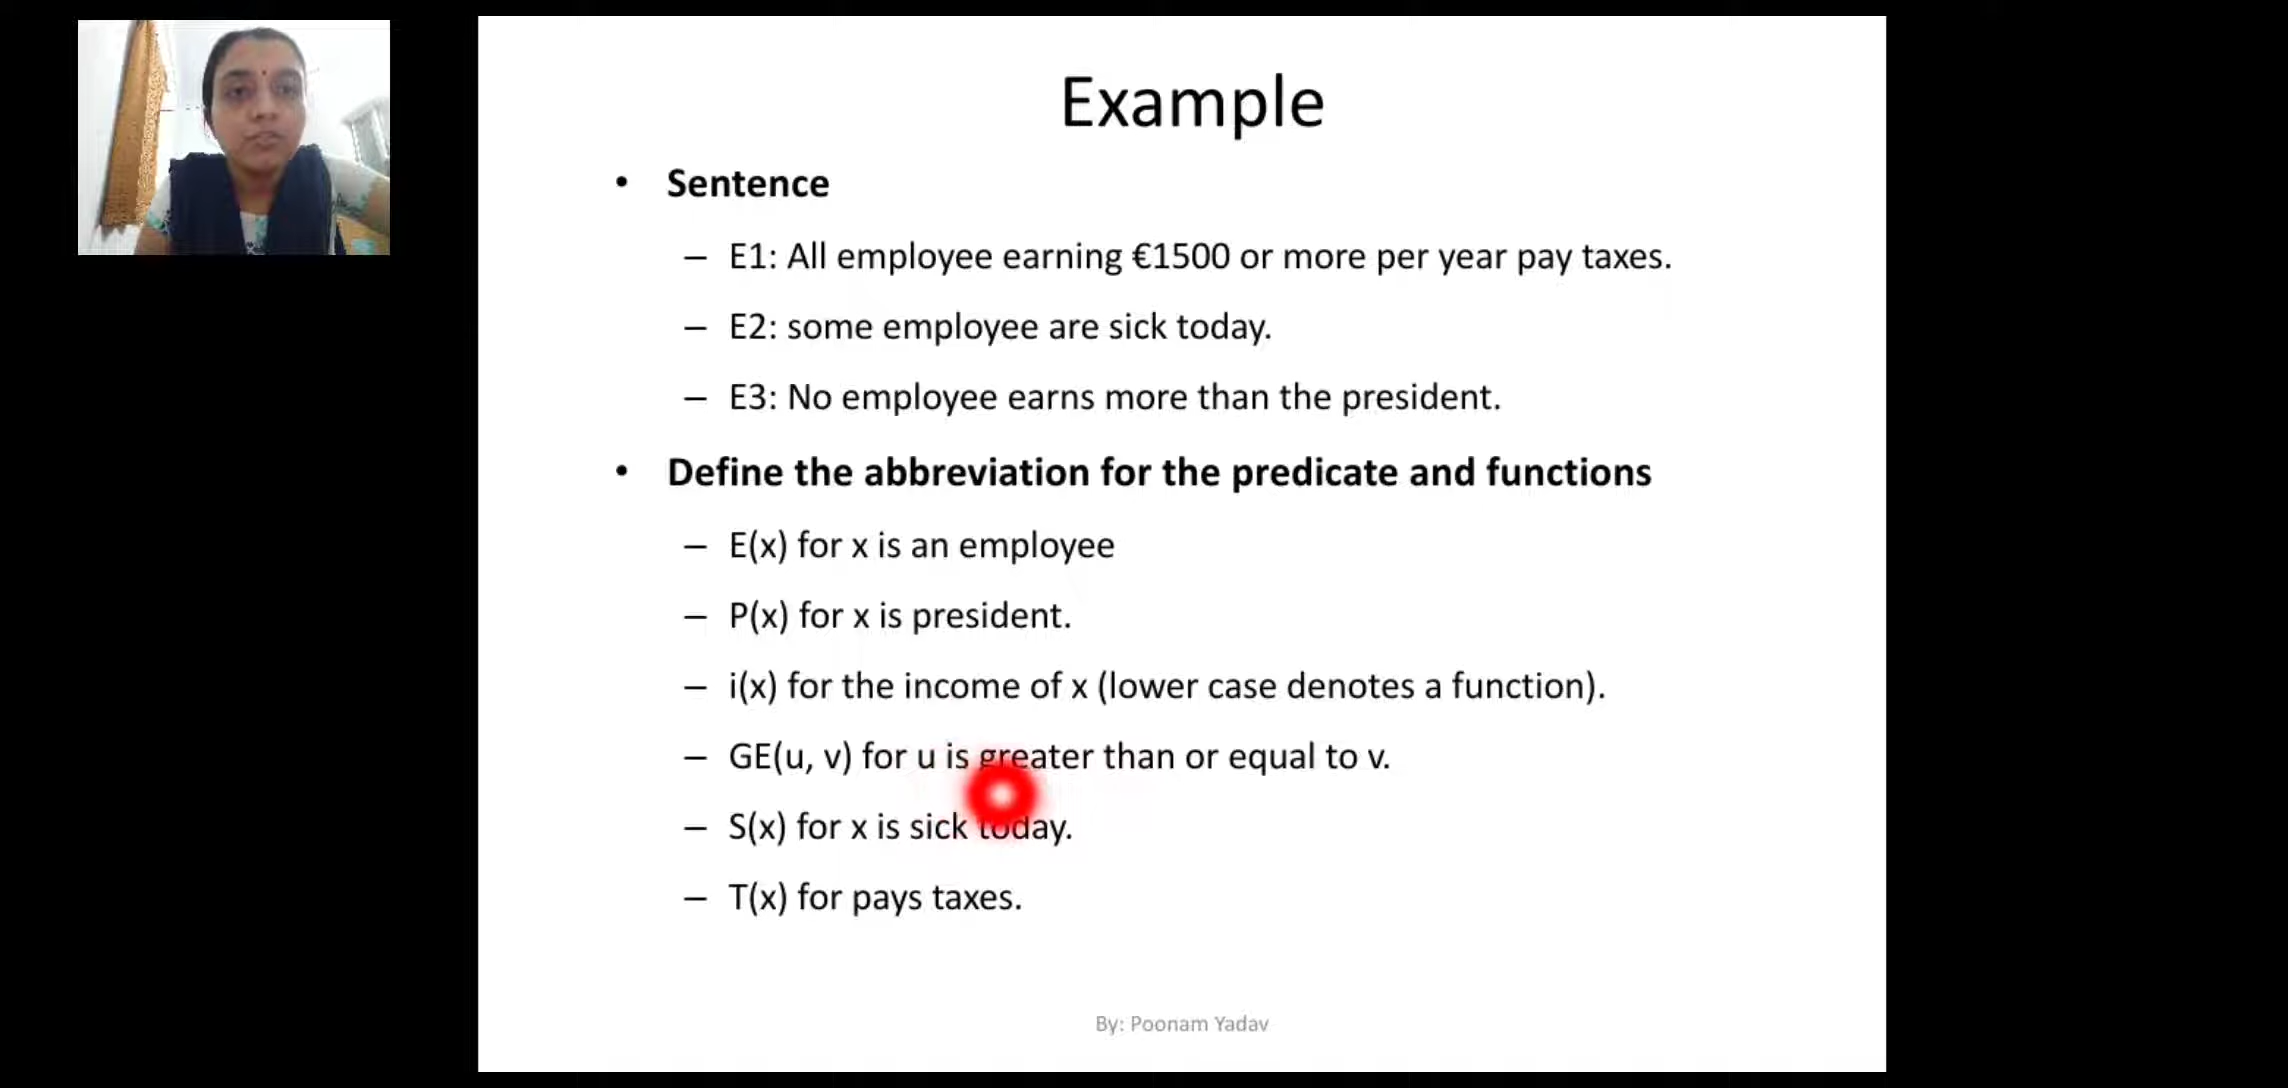 Example
• Sentence
– E1: All employee earning €1500 or more per year pay taxes.
– E2: some employee are sick today.
– E3: No employee earns more than the president.
• Define the abbreviation for the predicate and functions
– E(x) for x is an employee
– P(x) for x is president.
– i(x) for the income of x (lower case denotes a function).
– GE(u, v) for u is greater than or equal to v.
– S(x) for x is sick today.
– T(x) for pays taxes.
By: Poonam Yadav